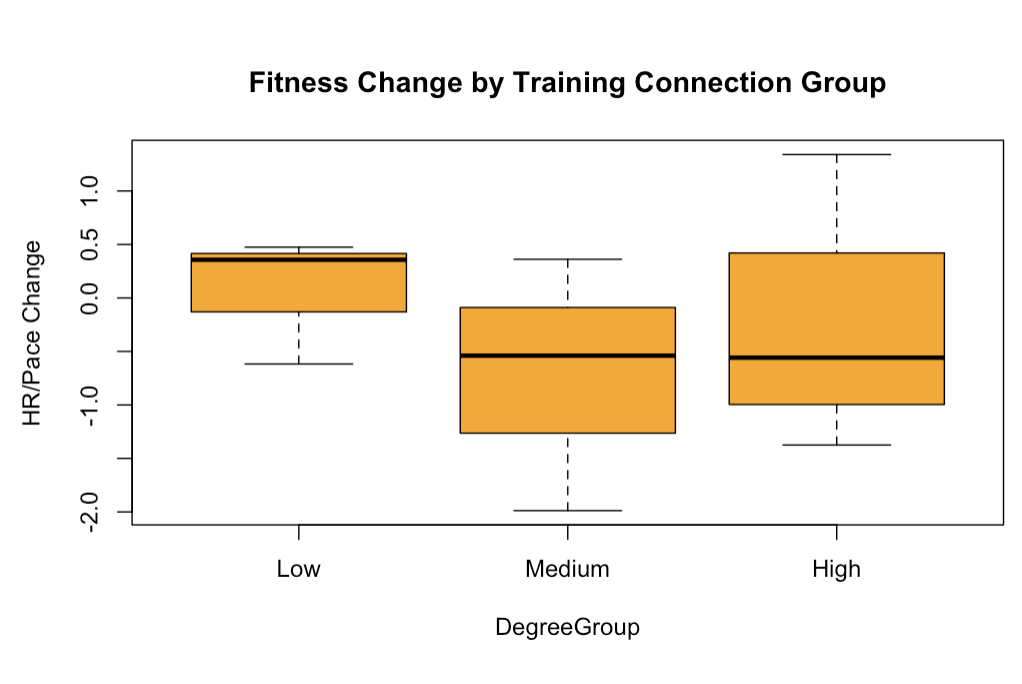 Fitness Change by Training Connection Group
HR/Pace Change
1.0
0.5
0.0
-1.0
-2.0
Low Medium High
DegreeGroup